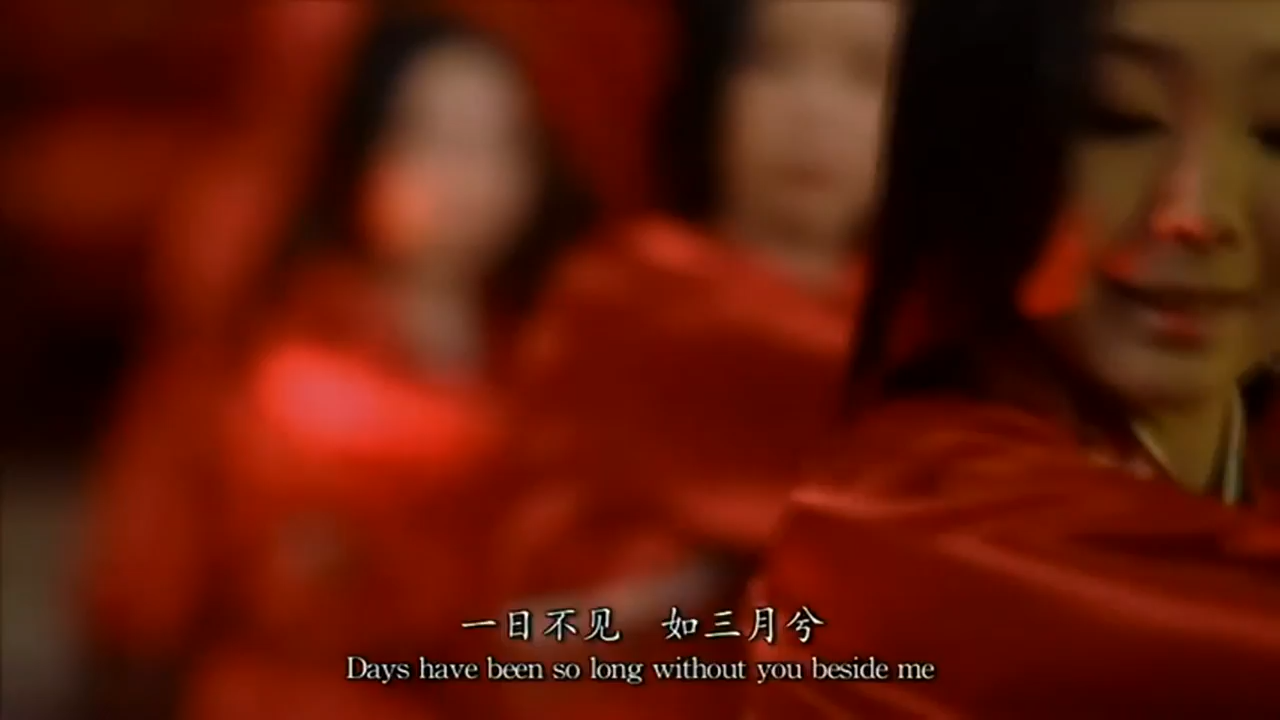 一日不见 如三月兮
Days have been so long without you beside me